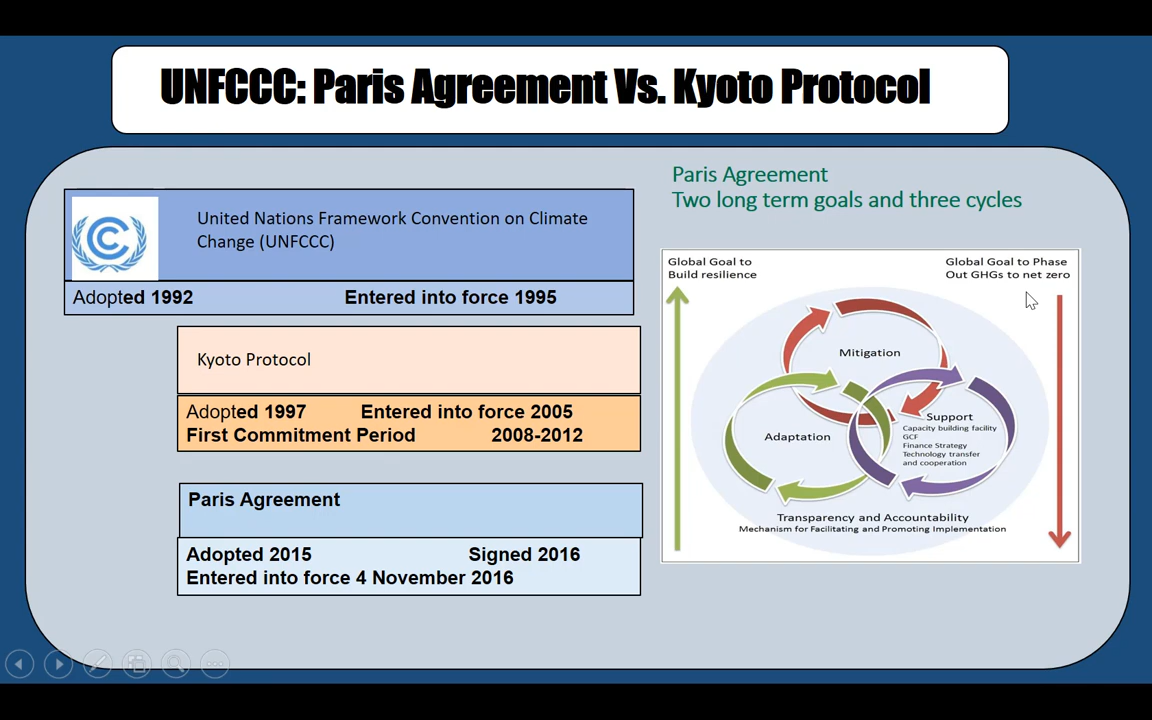 UNFCCC: Paris Agreement Vs. Kyoto Protocol
United Nations Framework Convention on Climate
Change (UNFCCC)
Adopted 1992 Entered into force 1995
Kyoto Protocol
Adopted 1997 Entered into force 2005
First Commitment Period 2008-2012
Paris Agreement
Adopted 2015 Signed 2016
Entered into force 4 November 2016
Paris Agreement
Two long term goals and three cycles
Global Goal to
Build resilience
Global Goal to Phase
Out GHGs to net zero
Mitigation
Adaptation
Support
Capacity building facility
GCF
Finance Strategy
Technology transfer
and cooperation
Transparency and Accountability
Mechanism for Facilitating and Promoting Implementation